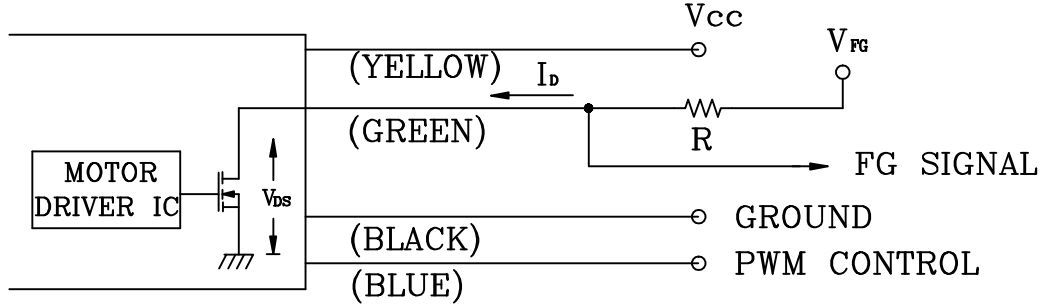 Vcc
VFG
(YELLOW)
ID
(GREEN)
R
FG SIGNAL
MOTOR
DRIVER IC
VDS
GROUND
(BLACK)
PWM CONTROL
(BLUE)